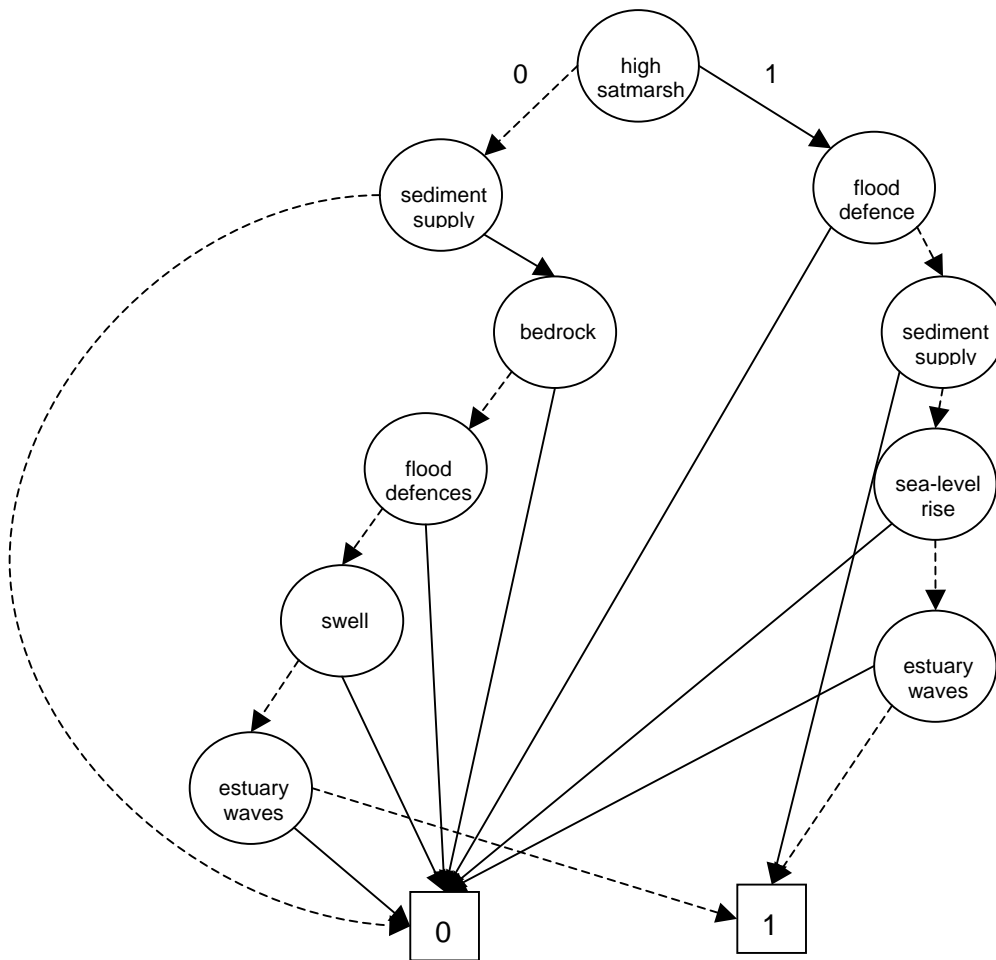 high
satmarsh
0
1
sediment
supply
flood
defence
bedrock
sediment
supply
flood
defences
sea-level
rise
swell
estuary
waves
estuary
waves
0
1